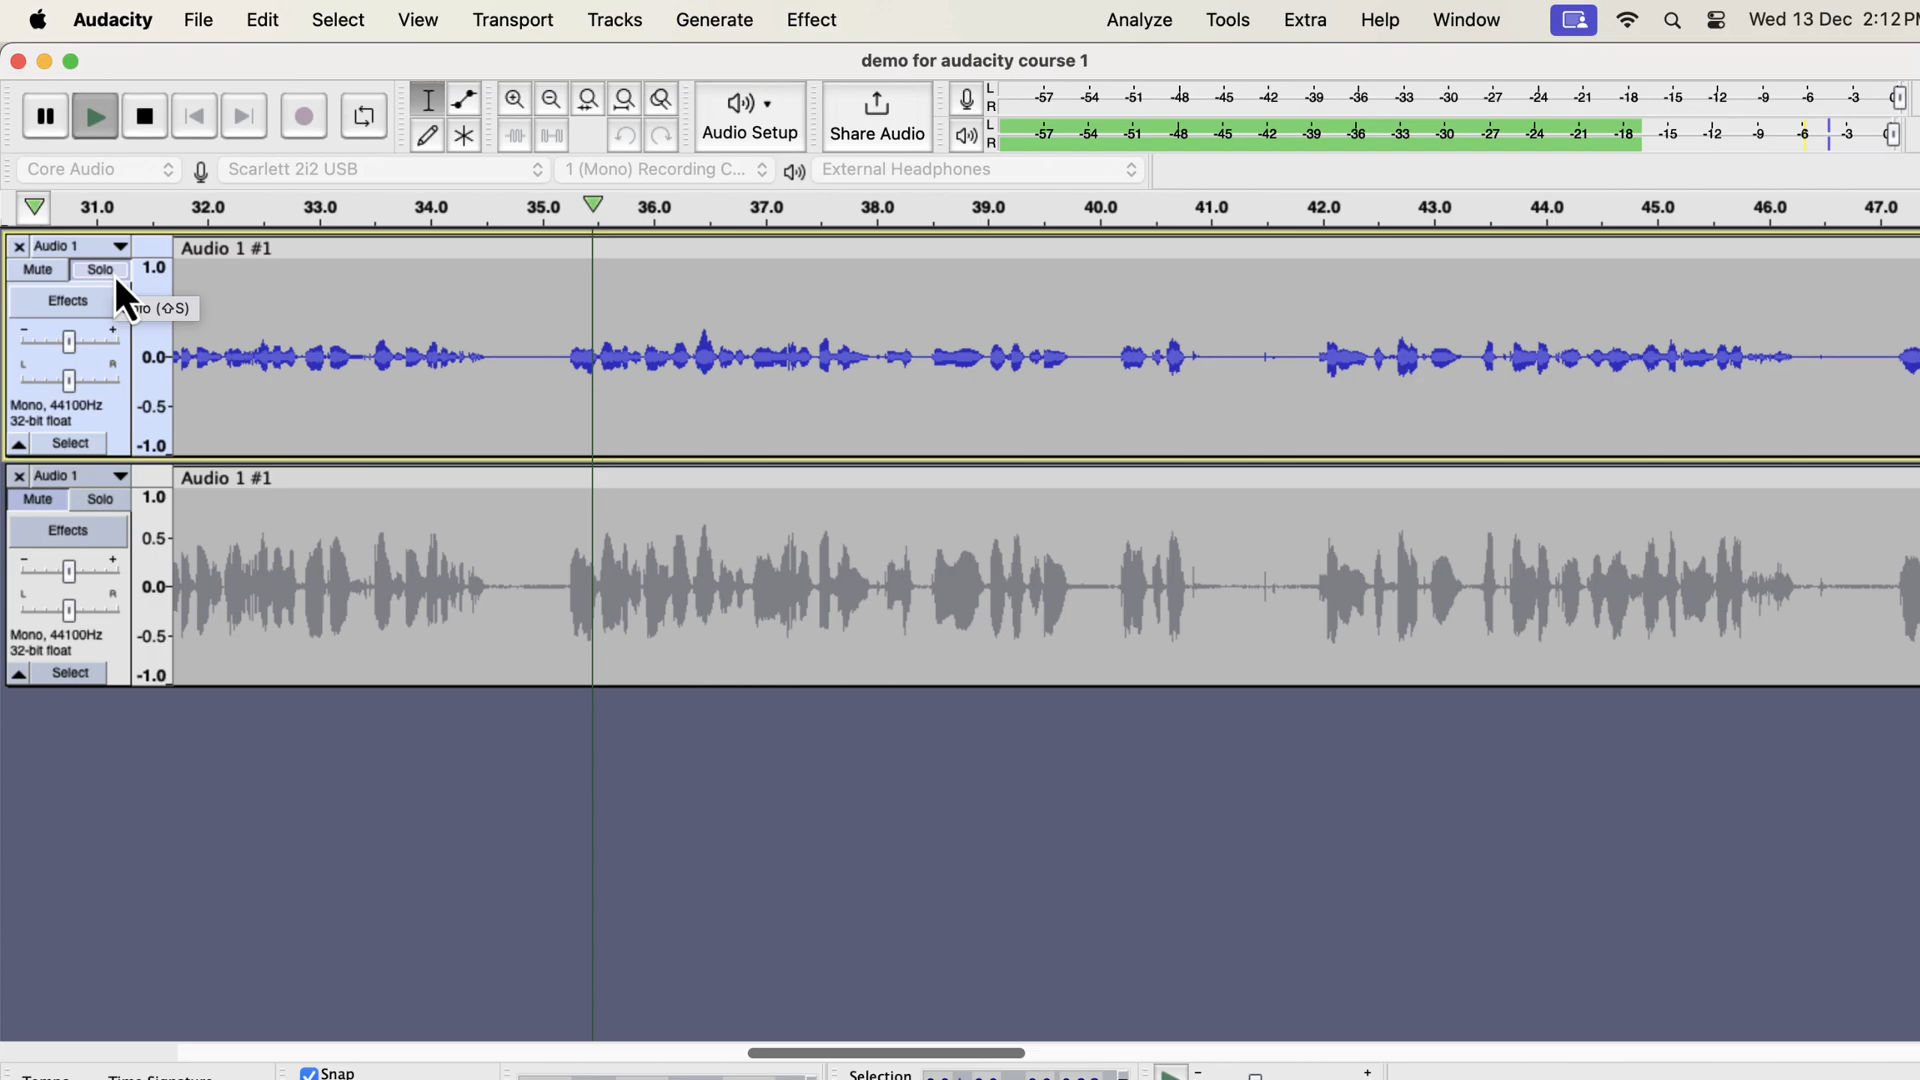 Audacity File Edit Select View Transport Tracks Generate Effect Analyze Tools Extra Help Window Wed 13 Dec 2:12 PM
demo for audacity course 1
Audio Setup Share Audio
L R -57 -54 -51 -48 -45 -42 -39 -36 -33 -30 -27 -24 -21 -18 -15 -12 -9 -6 -3
L R -57 -54 -51 -48 -45 -42 -39 -36 -33 -30 -27 -24 -21 -18 -15 -12 -9 -6 -3
Core Audio Scarlett 2i2 USB 1 (Mono) Recording C... External Headphones
31.0 32.0 33.0 34.0 35.0 36.0 37.0 38.0 39.0 40.0 41.0 42.0 43.0 44.0 45.0 46.0 47.0
Audio 1 Audio 1 #1
Mute Solo 1.0
Effects (⇧S)
- +
L R 0.0
Mono, 44100Hz -0.5
32-bit float
Select -1.0
Audio 1 Audio 1 #1
Mute Solo 1.0
Effects 0.5
- +
L R 0.0
Mono, 44100Hz -0.5
32-bit float
Select -1.0
Snap Selection - +